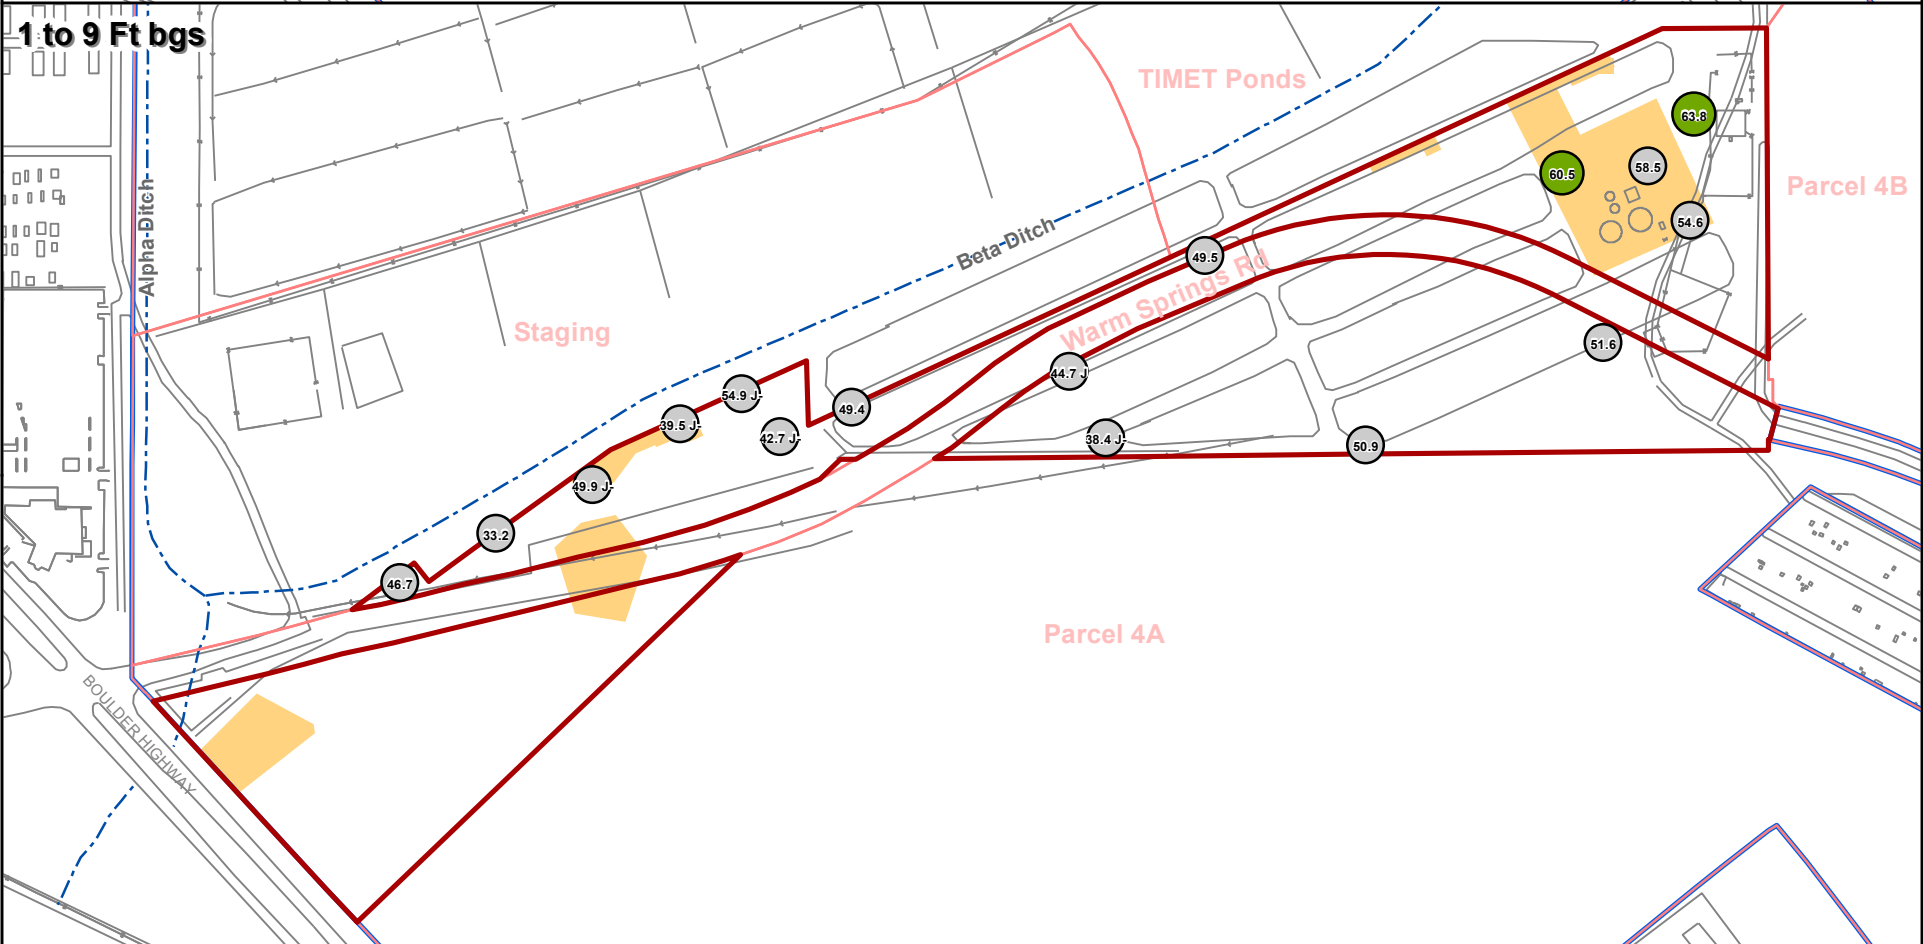 1 to 9 Ft bgs
TIMET Ponds
63.8
60.5
58.5
Parcel 4B
54.6
Alpha Ditch
Beta Ditch
49.5
Warm Springs Rd
Staging
51.6
44.7 J
54.9 J-
49.4
39.5 J-
42.7 J-
38.4 J-
50.9
49.9 J-
33.2
46.7
Parcel 4A
BOULDER HIGHWAY